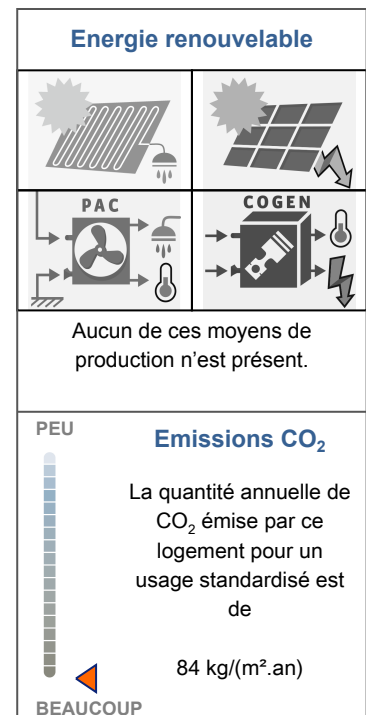 Energie renouvelable
PAC
COGEN
Aucun de ces moyens de
production n'est présent.
PEU
Emissions CO₂
La quantité annuelle de
CO₂ émise par ce
logement pour un
usage standardisé est
de
84 kg/(m².an)
BEAUCOUP